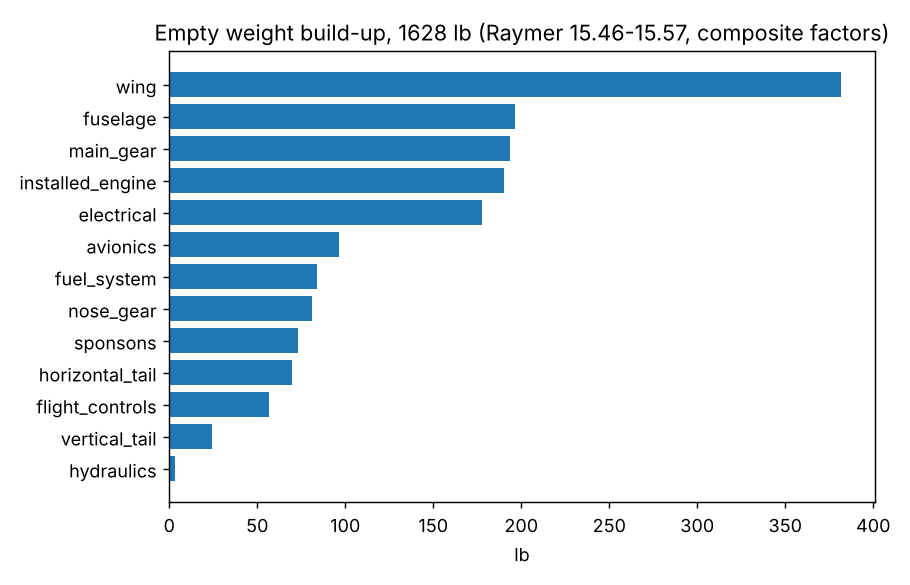 Empty weight build-up, 1628 lb (Raymer 15.46-15.57, composite factors)
wing
fuselage
main_gear
installed_engine
electrical
avionics
fuel_system
nose_gear
sponsons
horizontal_tail
flight_controls
vertical_tail
hydraulics
0 50 100 150 200 250 300 350 400
lb